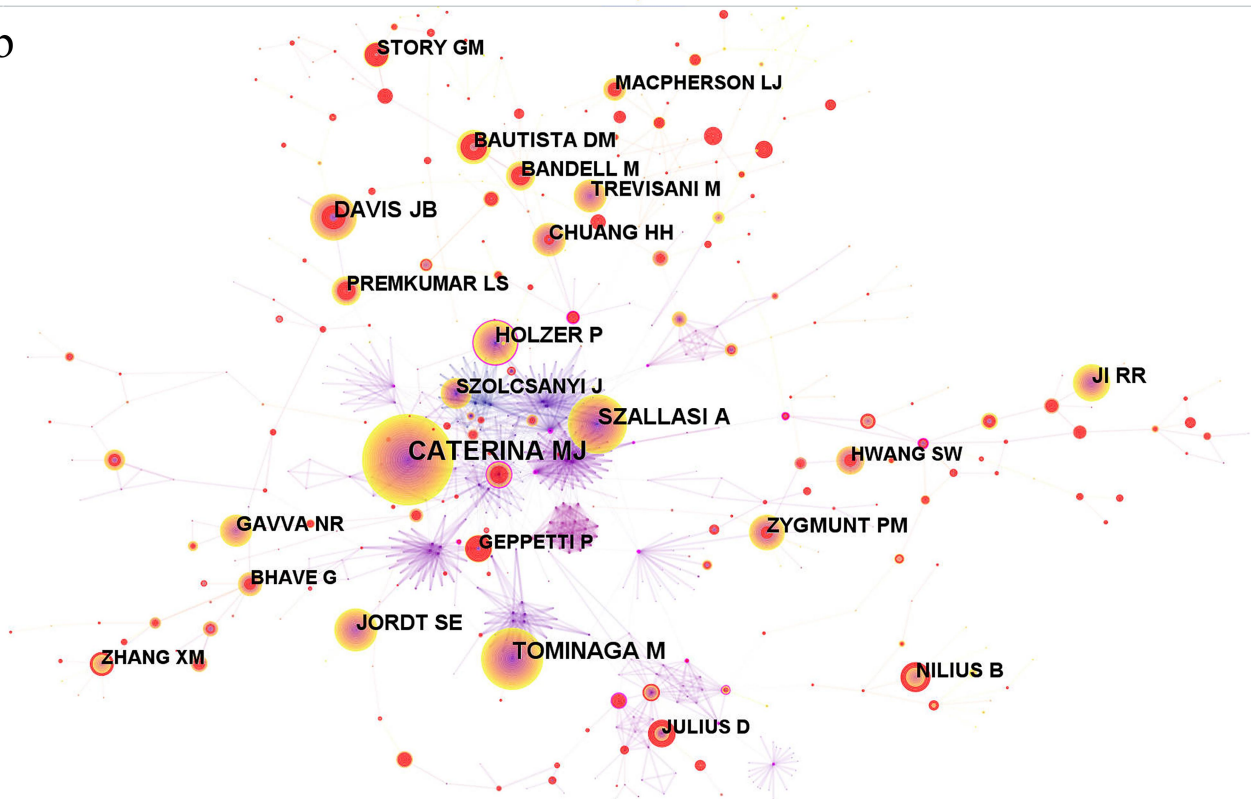 b
STORY GM
MACPHERSON LJ
BAUTISTA DM
BANDELL M
TREVISANI M
DAVIS JB
CHUANG HH
PREMKUMAR LS
HOLZER P
JI RR
SZOLCSANYI J
SZALLASI A
CATERINA MJ
HWANG SW
GAVVA NR
ZYGMUNT PM
GEPPETTI P
BHAVE G
JORDT SE
TOMINAGA M
ZHANG XM
NILIUS B
JULIUS D